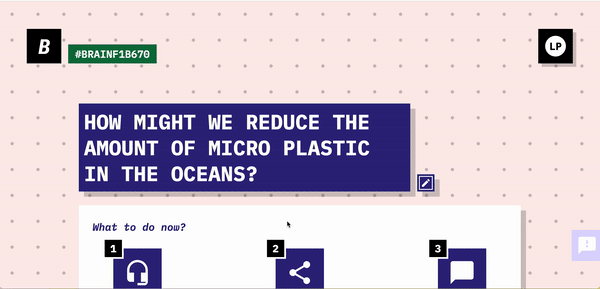 B
#BRAINF1B670
LP
HOW MIGHT WE REDUCE THE
AMOUNT OF MICRO PLASTIC
IN THE OCEANS?
What to do now?
1
2
3